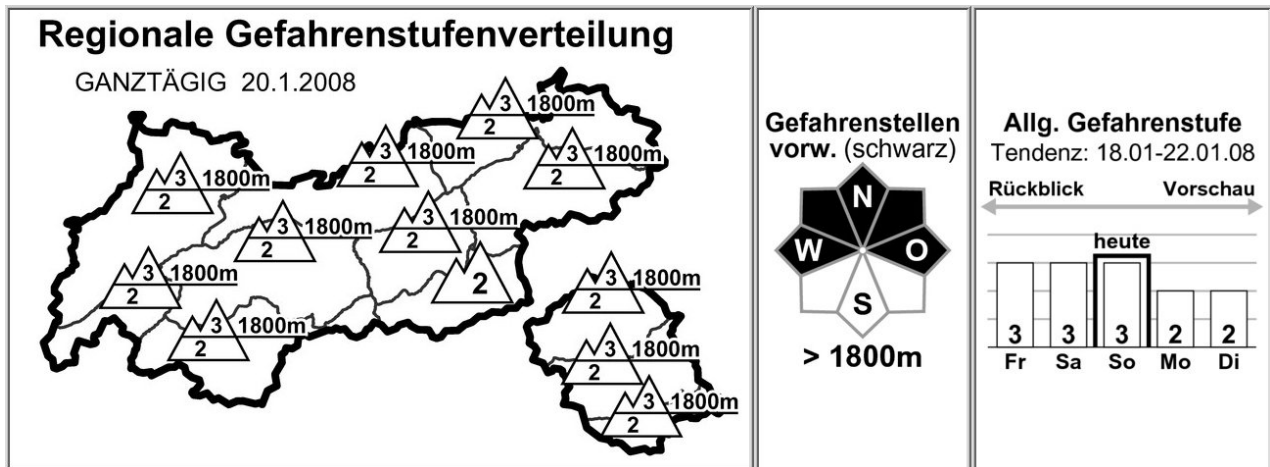 Regionale Gefahrenstufenverteilung
GANZTÄGIG 20.1.2008
3 1800m
2
3 1800m
2
3 1800m
2
3 1800m
2
3 1800m
2
3 1800m
2
3 1800m
2
3 1800m
2
2
3 1800m
2
3 1800m
2
3 1800m
2
Gefahrenstellen
vorw. (schwarz)
N
W O
S
> 1800m
Allg. Gefahrenstufe
Tendenz: 18.01-22.01.08
Rückblick Vorschau
heute
3 3 3 2 2
Fr Sa So Mo Di